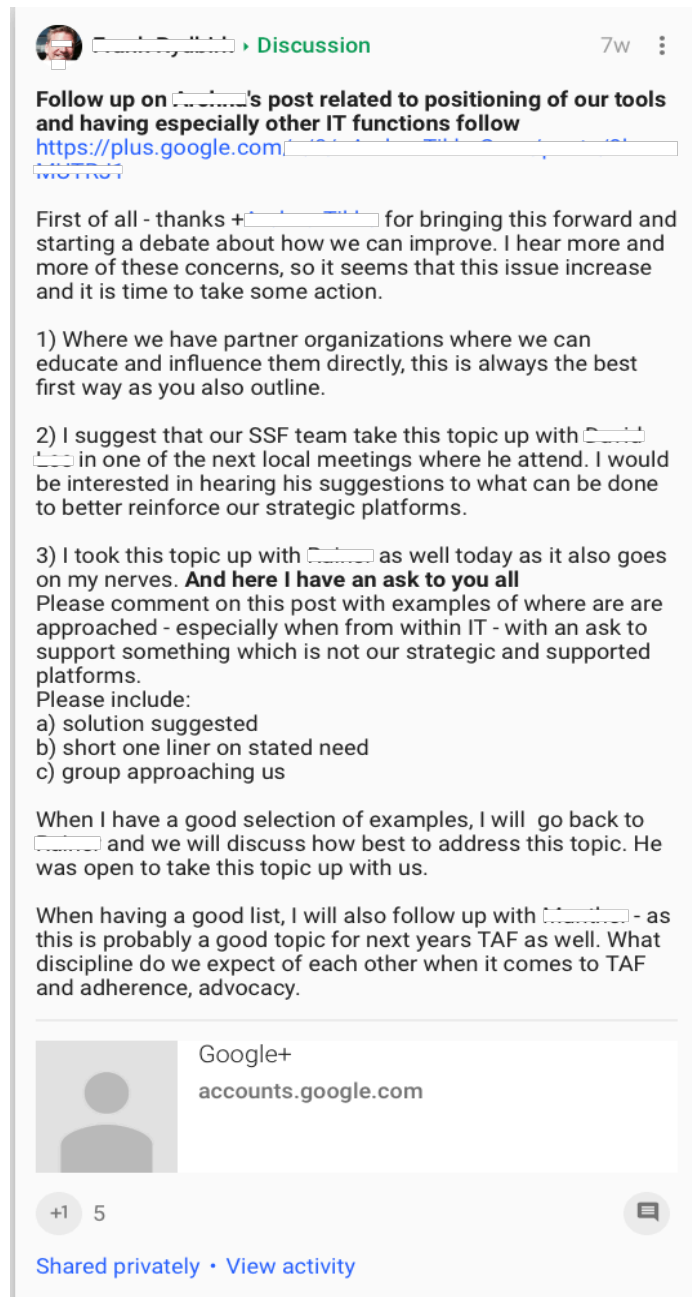 Discussion
7w
Follow up on 's post related to positioning of our tools
and having especially other IT functions follow
https://plus.google.com
First of all - thanks + for bringing this forward and
starting a debate about how we can improve. I hear more and
more of these concerns, so it seems that this issue increase
and it is time to take some action.
1) Where we have partner organizations where we can
educate and influence them directly, this is always the best
first way as you also outline.
2) I suggest that our SSF team take this topic up with
in one of the next local meetings where he attend. I would
be interested in hearing his suggestions to what can be done
to better reinforce our strategic platforms.
3) I took this topic up with as well today as it also goes
on my nerves. And here I have an ask to you all
Please comment on this post with examples of where are are
approached - especially when from within IT - with an ask to
support something which is not our strategic and supported
platforms.
Please include:
a) solution suggested
b) short one liner on stated need
c) group approaching us
When I have a good selection of examples, I will go back to
and we will discuss how best to address this topic. He
was open to take this topic up with us.
When having a good list, I will also follow up with - as
this is probably a good topic for next years TAF as well. What
discipline do we expect of each other when it comes to TAF
and adherence, advocacy.
Google+
accounts.google.com
+1 5
Shared privately • View activity